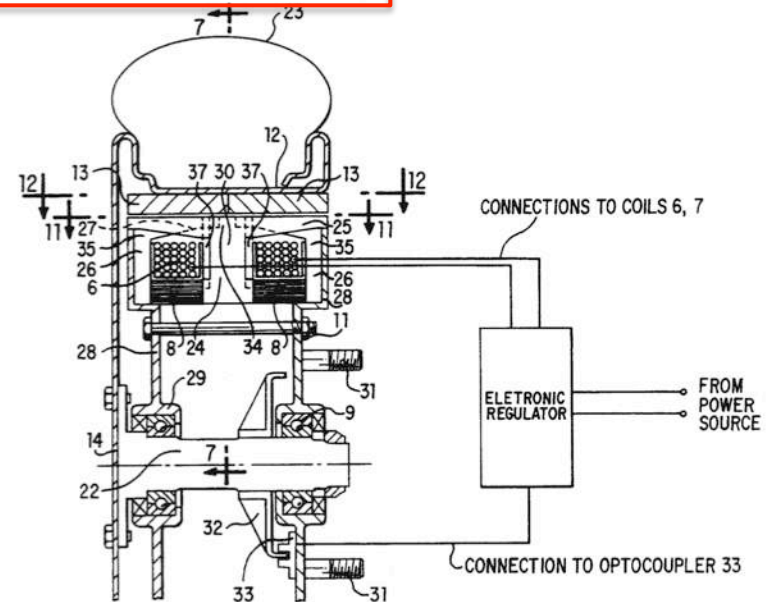 7 23
12
13 37 30 37 13
12 12
11 11
27 25
35 35
26 26
6
28
8 24 34 8 11
28
31
29
9
14
7
22
32
33 31
CONNECTIONS TO COILS 6, 7
ELETRONIC
REGULATOR
FROM
POWER
SOURCE
CONNECTION TO OPTOCOUPLER 33